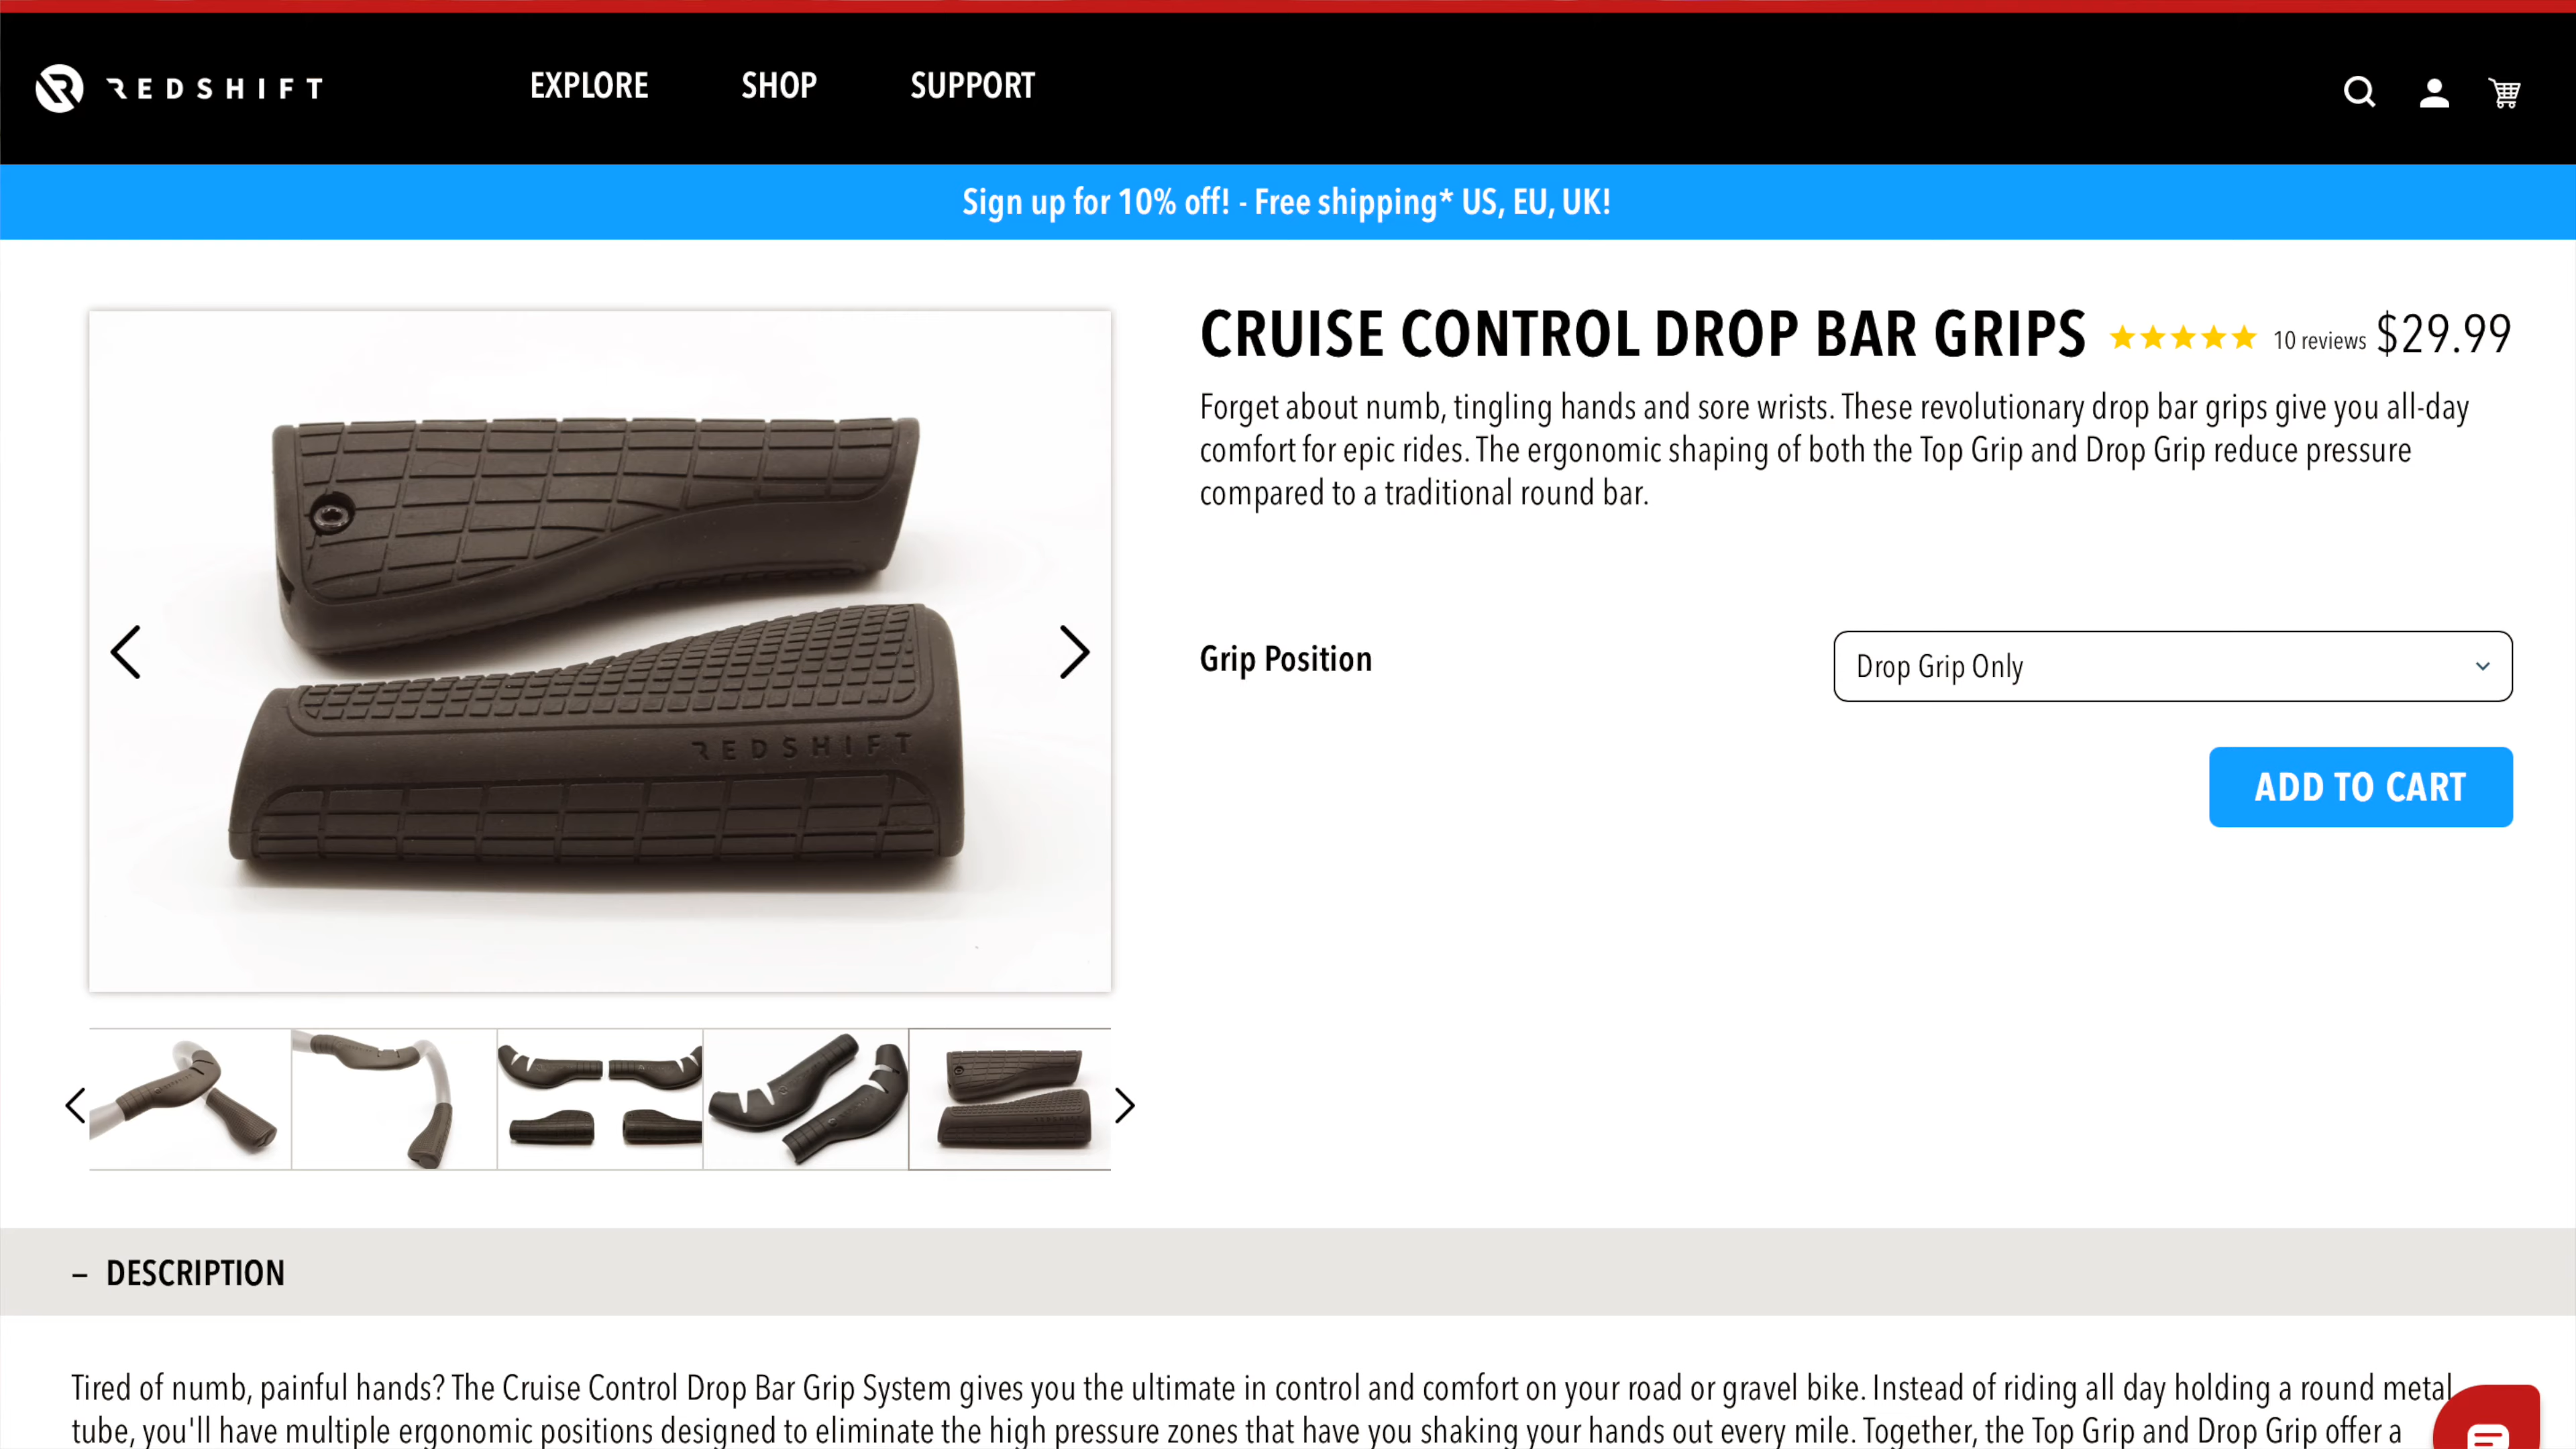 REDSHIFT
EXPLORE
SHOP
SUPPORT
Sign up for 10% off! - Free shipping* US, EU, UK!
CRUISE CONTROL DROP BAR GRIPS
10 reviews
$29.99
Forget about numb, tingling hands and sore wrists. These revolutionary drop bar grips give you all-day
comfort for epic rides. The ergonomic shaping of both the Top Grip and Drop Grip reduce pressure
compared to a traditional round bar.
REDSHIFT
Grip Position
Drop Grip Only
ADD TO CART
– DESCRIPTION
Tired of numb, painful hands? The Cruise Control Drop Bar Grip System gives you the ultimate in control and comfort on your road or gravel bike. Instead of riding all day holding a round metal
tube, you'll have multiple ergonomic positions designed to eliminate the high pressure zones that have you shaking your hands out every mile. Together, the Top Grip and Drop Grip offer a